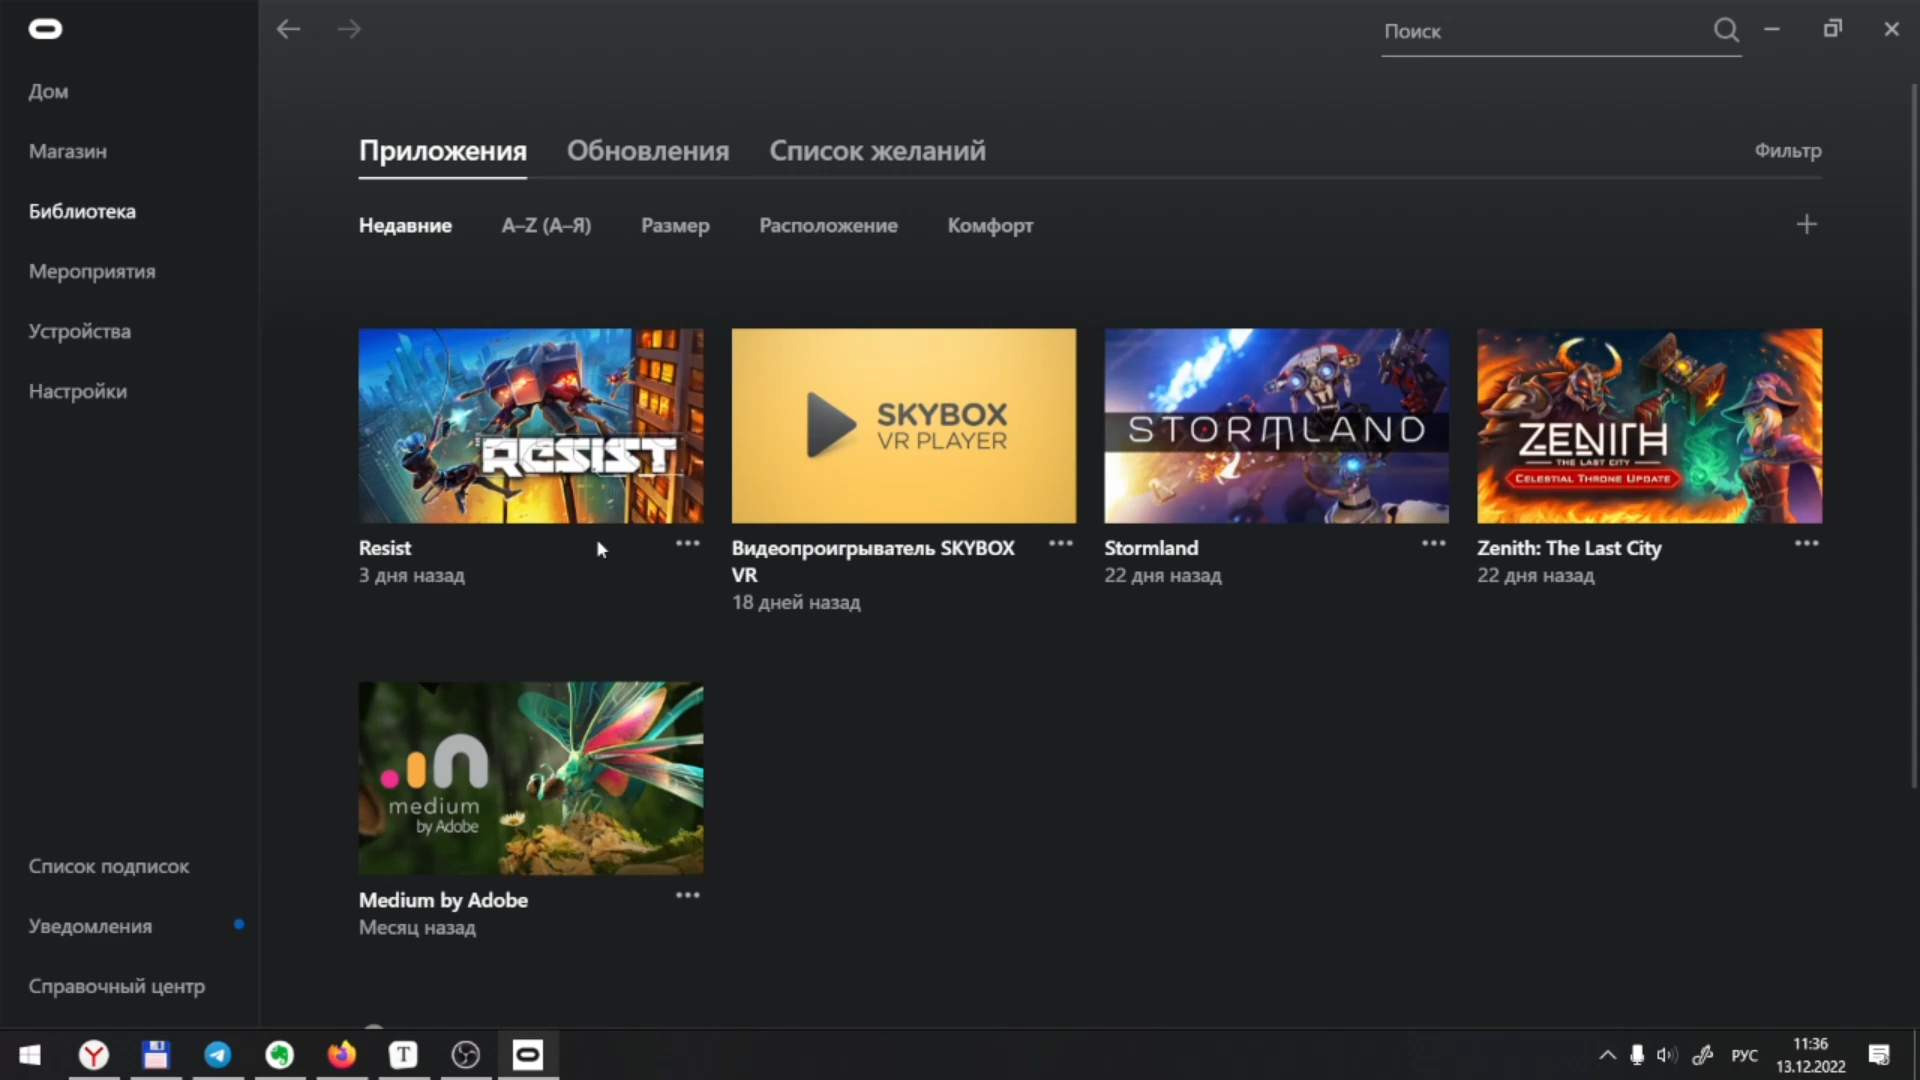 Поиск
Дом
Магазин
Библиотека
Мероприятия
Устройства
Настройки
Приложения
Обновления
Список желаний
Фильтр
Недавние
A–Z (А–Я)
Размер
Расположение
Комфорт
RESIST
SKYBOX
VR PLAYER
STORMLAND
ZENITH
THE LAST CITY
CELESTIAL THRONE UPDATE
Resist
3 дня назад
Видеопроигрыватель SKYBOX
VR
18 дней назад
Stormland
22 дня назад
Zenith: The Last City
22 дня назад
medium
by Adobe
Medium by Adobe
Месяц назад
Список подписок
Уведомления
Справочный центр
РУС
11:36
13.12.2022